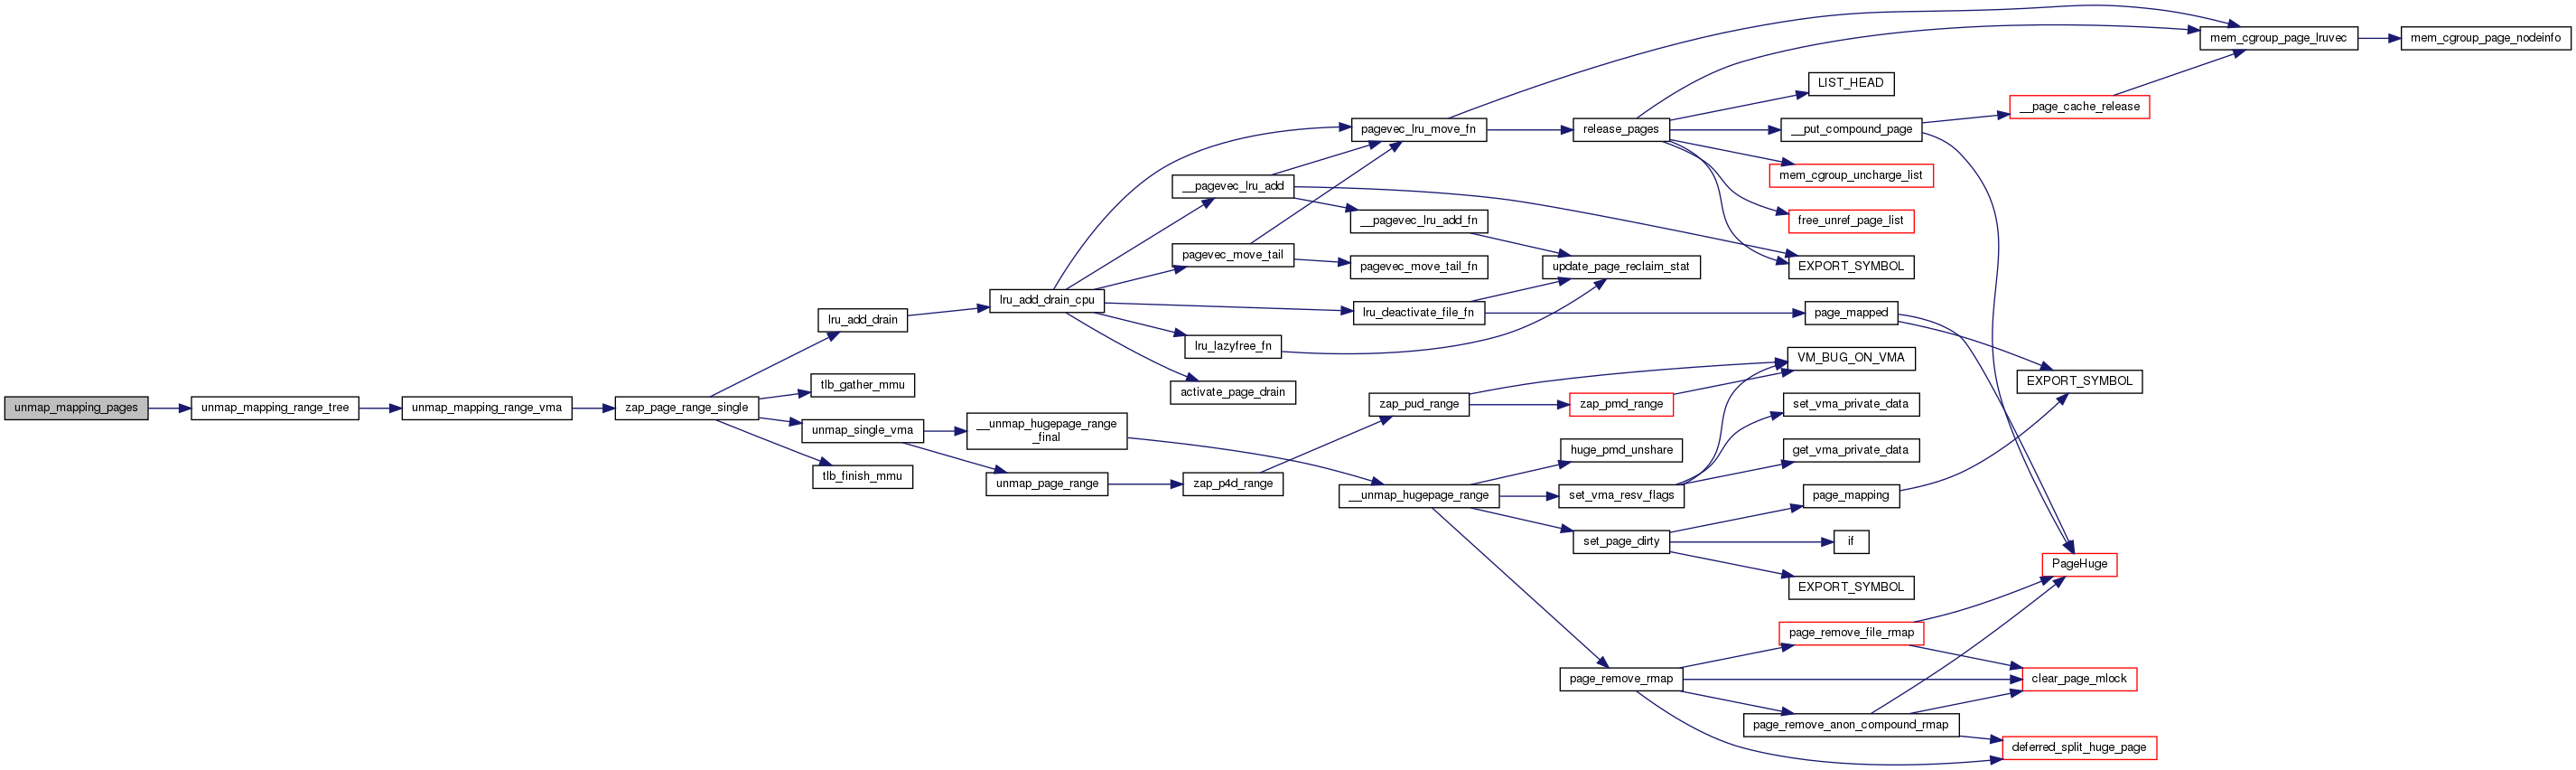 mem_cgroup_page_lruvec
mem_cgroup_page_nodeinfo
LIST_HEAD
__page_cache_release
pagevec_lru_move_fn
release_pages
__put_compound_page
mem_cgroup_uncharge_list
__pagevec_lru_add
__pagevec_lru_add_fn
free_unref_page_list
pagevec_move_tail
pagevec_move_tail_fn
update_page_reclaim_stat
EXPORT_SYMBOL
lru_add_drain_cpu
lru_add_drain
lru_deactivate_file_fn
page_mapped
lru_lazyfree_fn
VM_BUG_ON_VMA
tlb_gather_mmu
activate_page_drain
EXPORT_SYMBOL
unmap_mapping_pages
unmap_mapping_range_tree
unmap_mapping_range_vma
zap_page_range_single
zap_pud_range
zap_pmd_range
set_vma_private_data
unmap_single_vma
__unmap_hugepage_range
_final
huge_pmd_unshare
get_vma_private_data
tlb_finish_mmu
unmap_page_range
zap_p4d_range
__unmap_hugepage_range
set_vma_resv_flags
page_mapping
set_page_dirty
if
PageHuge
EXPORT_SYMBOL
page_remove_file_rmap
page_remove_rmap
clear_page_mlock
page_remove_anon_compound_rmap
deferred_split_huge_page